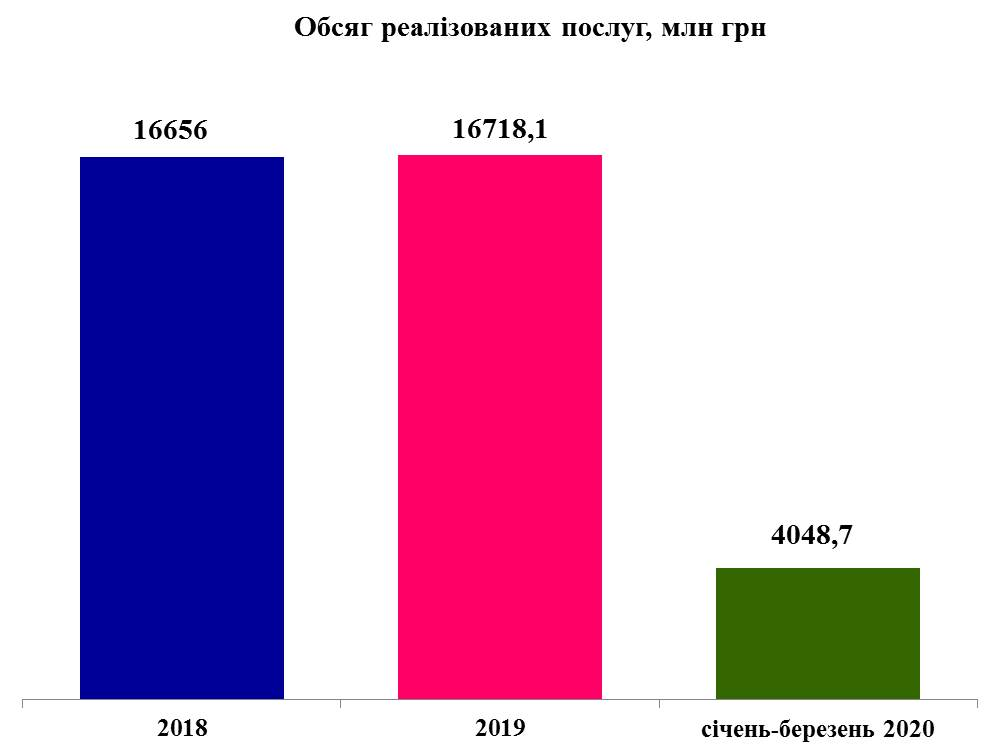 Обсяг реалізованих послуг, млн грн
16656
16718,1
4048,7
2018
2019
січень-березень 2020